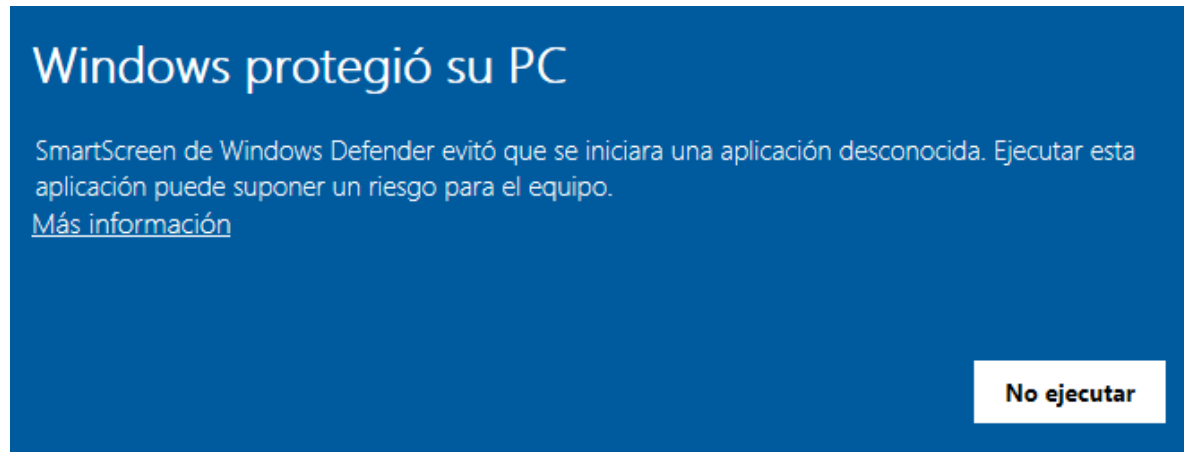 Windows protegió su PC
SmartScreen de Windows Defender evitó que se iniciara una aplicación desconocida. Ejecutar esta
aplicación puede suponer un riesgo para el equipo.
Más información
No ejecutar